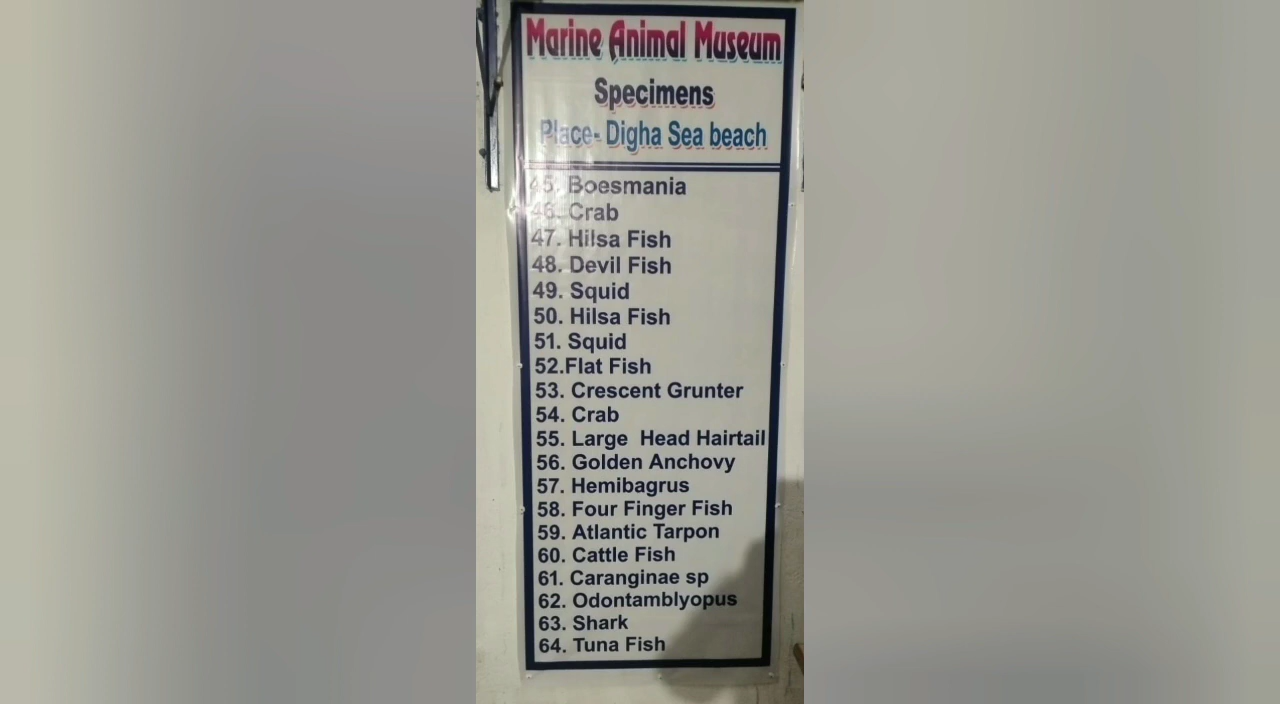 Marine Animal Museum
Specimens
Place- Digha Sea beach
45. Boesmania
46. Crab
47. Hilsa Fish
48. Devil Fish
49. Squid
50. Hilsa Fish
51. Squid
52.Flat Fish
53. Crescent Grunter
54. Crab
55. Large Head Hairtail
56. Golden Anchovy
57. Hemibagrus
58. Four Finger Fish
59. Atlantic Tarpon
60. Cattle Fish
61. Caranginae sp
62. Odontamblyopus
63. Shark
64. Tuna Fish